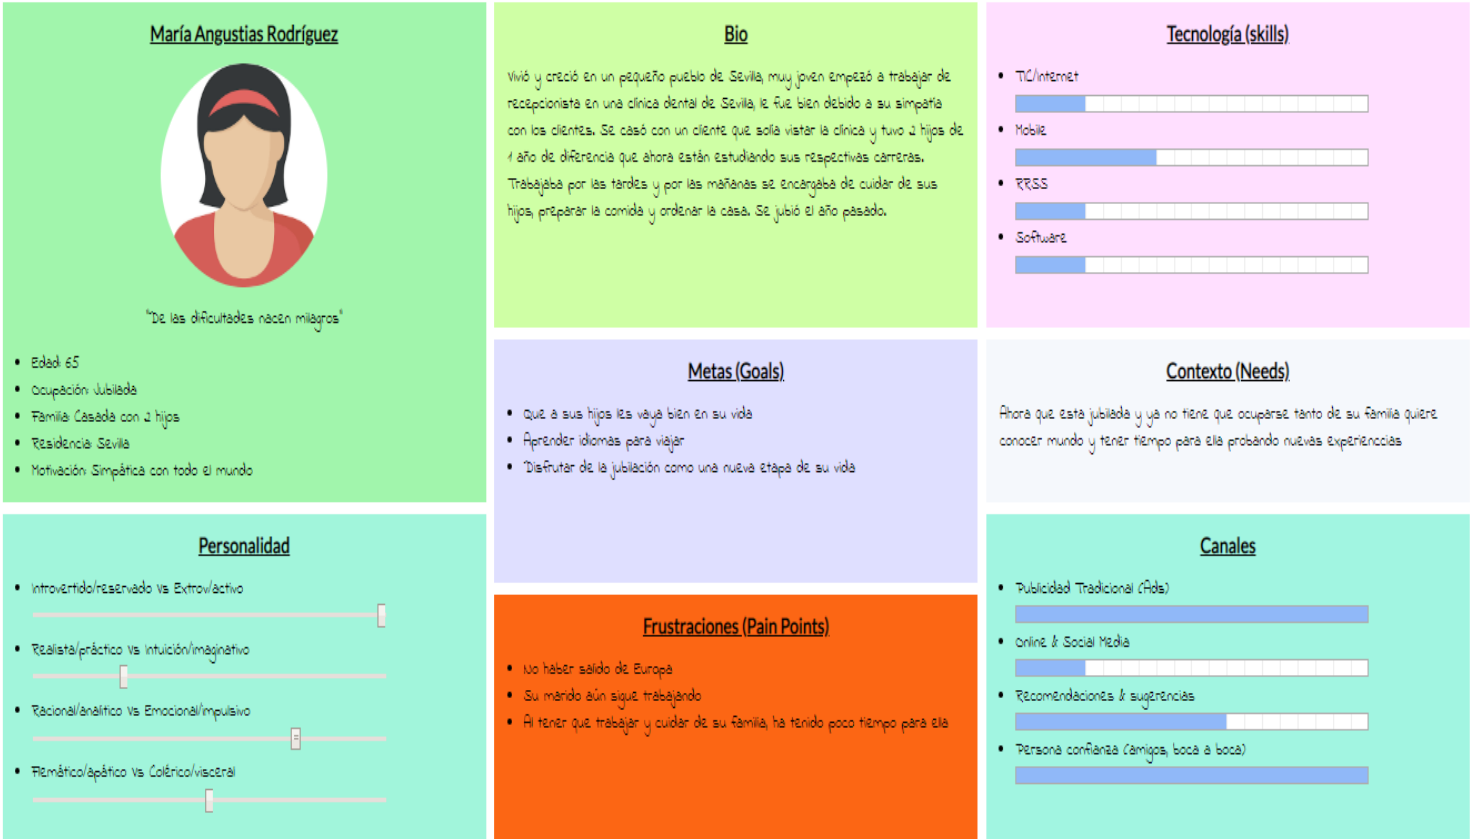 María Angustias Rodríguez
"De las dificultades nacen milagros"
Edad: 65
Ocupación: Jubilada
Familia: Casada con 2 hijos
Residencia: Sevilla
Motivación: Simpática con todo el mundo
Personalidad
Introvertido/reservado Vs Extrov/activo
Realista/práctico Vs Intuición/imaginativo
Racional/analítico Vs Emocional/impulsivo
Flemático/apático Vs Colérico/visceral
Bio
Vivió y creció en un pequeño pueblo de Sevilla, muy joven empezó a trabajar de
recepcionista en una clínica dental de Sevilla, le fue bien debido a su simpatía
con los clientes. Se casó con un cliente que solía vistar la clínica y tuvo 2 hijos de
1 año de diferencia que ahora están estudiando sus respectivas carreras.
Trabajaba por las tardes y por las mañanas se encargaba de cuidar de sus
hijos, preparar la comida y ordenar la casa. Se jubió el año pasado.
Metas (Goals)
Que a sus hijos les vaya bien en su vida
Aprender idiomas para viajar
Disfrutar de la jubilación como una nueva etapa de su vida
Frustraciones (Pain Points)
No haber salido de Europa
Su marido aún sigue trabajando
Al tener que trabajar y cuidar de su familia, ha tenido poco tiempo para ella
Tecnología (skills)
TIC/Internet
Mobile
RRSS
Software
Contexto (Needs)
Ahora que esta jubilada y ya no tiene que ocuparse tanto de su familia quiere
conocer mundo y tener tiempo para ella probando nuevas experienccias
Canales
Publicidad Tradicional (Ads)
Online & Social Media
Recomendaciones & sugerencias
Persona confianza (amigos, boca a boca)